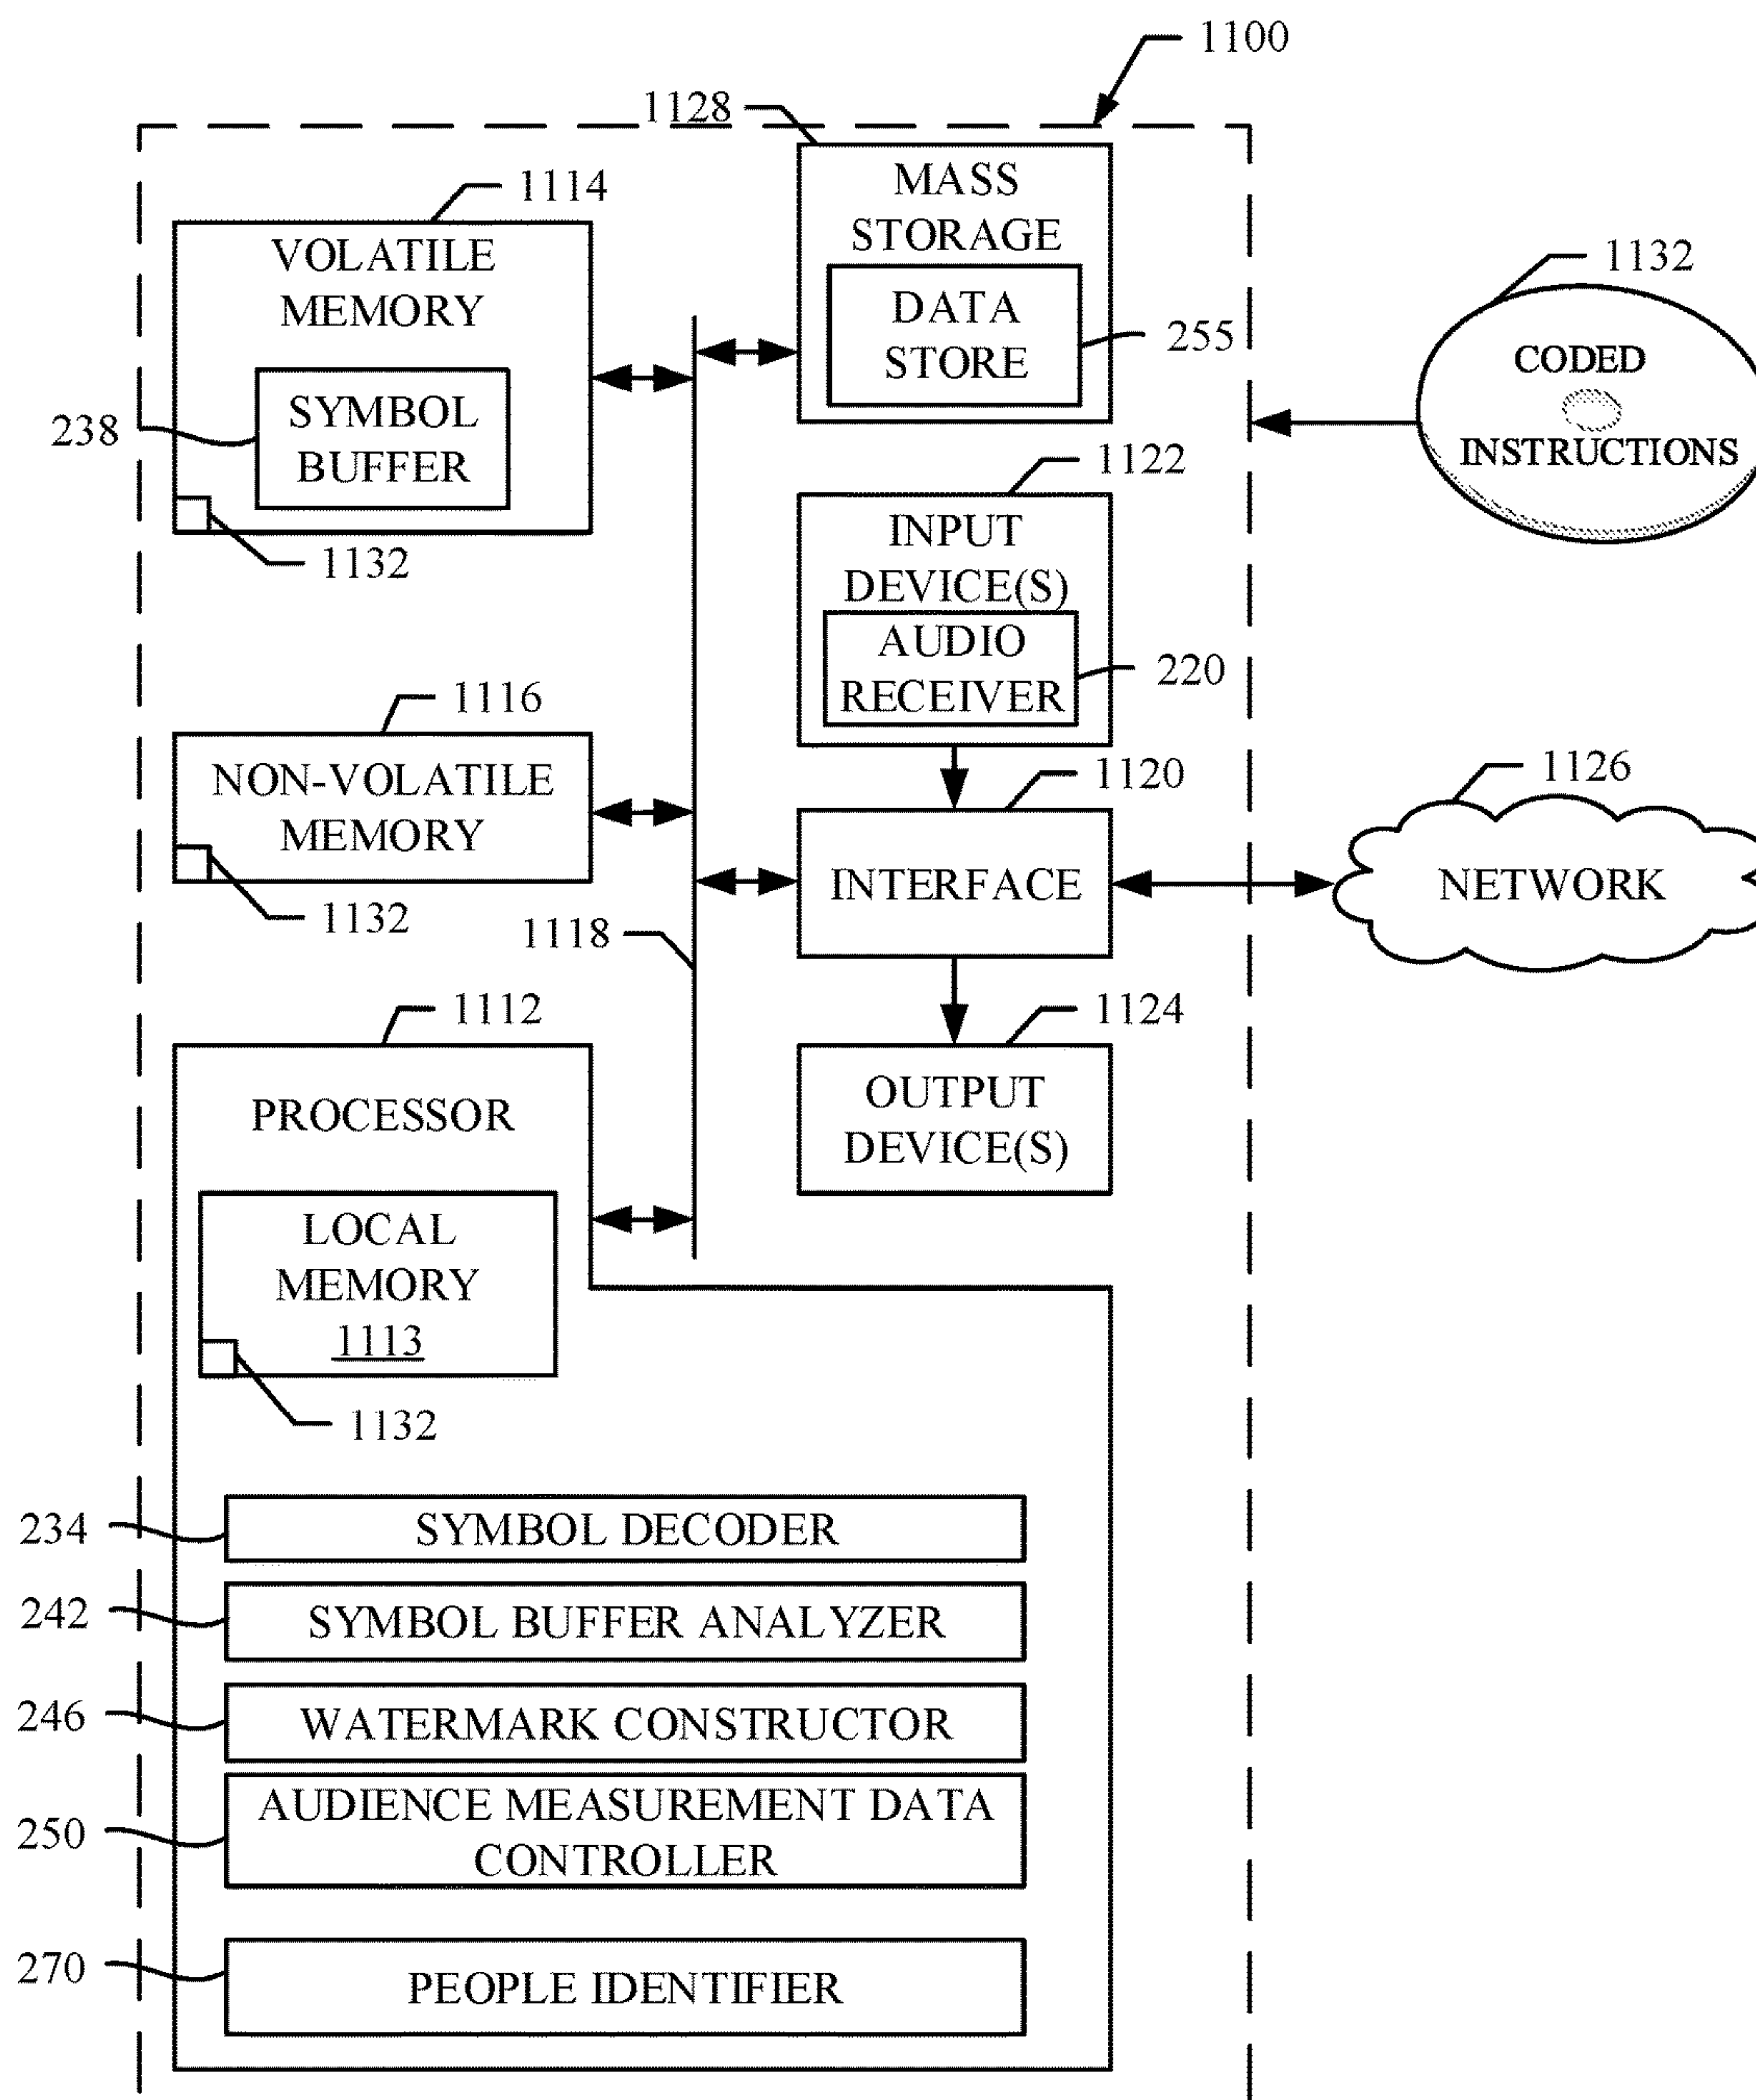 1100
1128
MASS
STORAGE
DATA
STORE
255
1114
VOLATILE
MEMORY
SYMBOL
BUFFER
238
1132
1132
CODED
INSTRUCTIONS
1122
INPUT
DEVICE(S)
AUDIO
RECEIVER
220
1116
NON-VOLATILE
MEMORY
1132
1118
1120
INTERFACE
1126
NETWORK
1124
OUTPUT
DEVICE(S)
1112
PROCESSOR
LOCAL
MEMORY
1113
1132
234
SYMBOL DECODER
242
SYMBOL BUFFER ANALYZER
246
WATERMARK CONSTRUCTOR
250
AUDIENCE MEASUREMENT DATA
CONTROLLER
270
PEOPLE IDENTIFIER